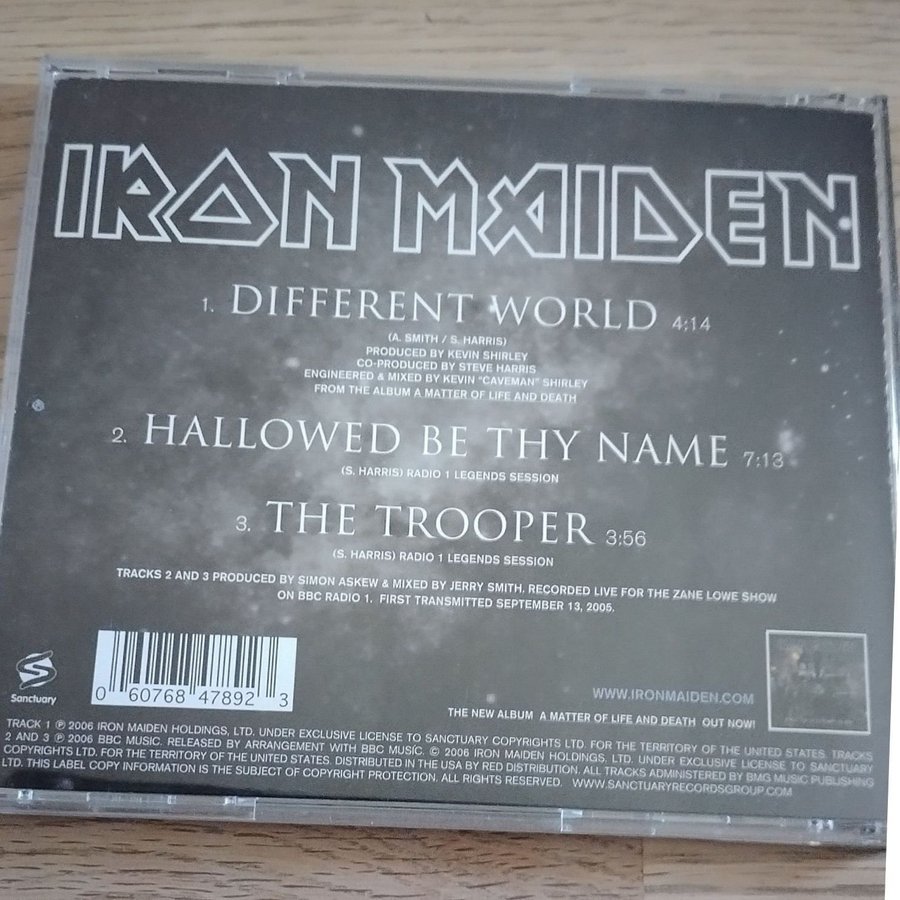 IRON MAIDEN
1. DIFFERENT WORLD 4:14
(A. SMITH / S. HARRIS)
PRODUCED BY KEVIN SHIRLEY
CO-PRODUCED BY STEVE HARRIS
ENGINEERED & MIXED BY KEVIN "CAVEMAN" SHIRLEY
FROM THE ALBUM A MATTER OF LIFE AND DEATH
2. HALLOWED BE THY NAME 7:13
(S. HARRIS) RADIO 1 LEGENDS SESSION
3. THE TROOPER 3:56
(S. HARRIS) RADIO 1 LEGENDS SESSION
TRACKS 2 AND 3 PRODUCED BY SIMON ASKEW & MIXED BY JERRY SMITH, RECORDED LIVE FOR THE ZANE LOWE SHOW
ON BBC RADIO 1. FIRST TRANSMITTED SEPTEMBER 13, 2005.
Sanctuary
0 60768 47892 3
WWW.IRONMAIDEN.COM
THE NEW ALBUM A MATTER OF LIFE AND DEATH OUT NOW!
TRACK 1 ℗ 2006 IRON MAIDEN HOLDINGS, LTD. UNDER EXCLUSIVE LICENSE TO SANCTUARY COPYRIGHTS LTD. FOR THE TERRITORY OF THE UNITED STATES. TRACKS
2 AND 3 ℗ 2006 BBC MUSIC. RELEASED BY ARRANGEMENT WITH BBC MUSIC. © 2006 IRON MAIDEN HOLDINGS, LTD. UNDER EXCLUSIVE LICENSE TO SANCTUARY
COPYRIGHTS LTD. FOR THE TERRITORY OF THE UNITED STATES. DISTRIBUTED IN THE USA BY RED DISTRIBUTION. ALL TRACKS ADMINISTERED BY BMG MUSIC PUBLISHING
LTD. THIS LABEL COPY INFORMATION IS THE SUBJECT OF COPYRIGHT PROTECTION. ALL RIGHTS RESERVED. WWW.SANCTUARYRECORDSGROUP.COM